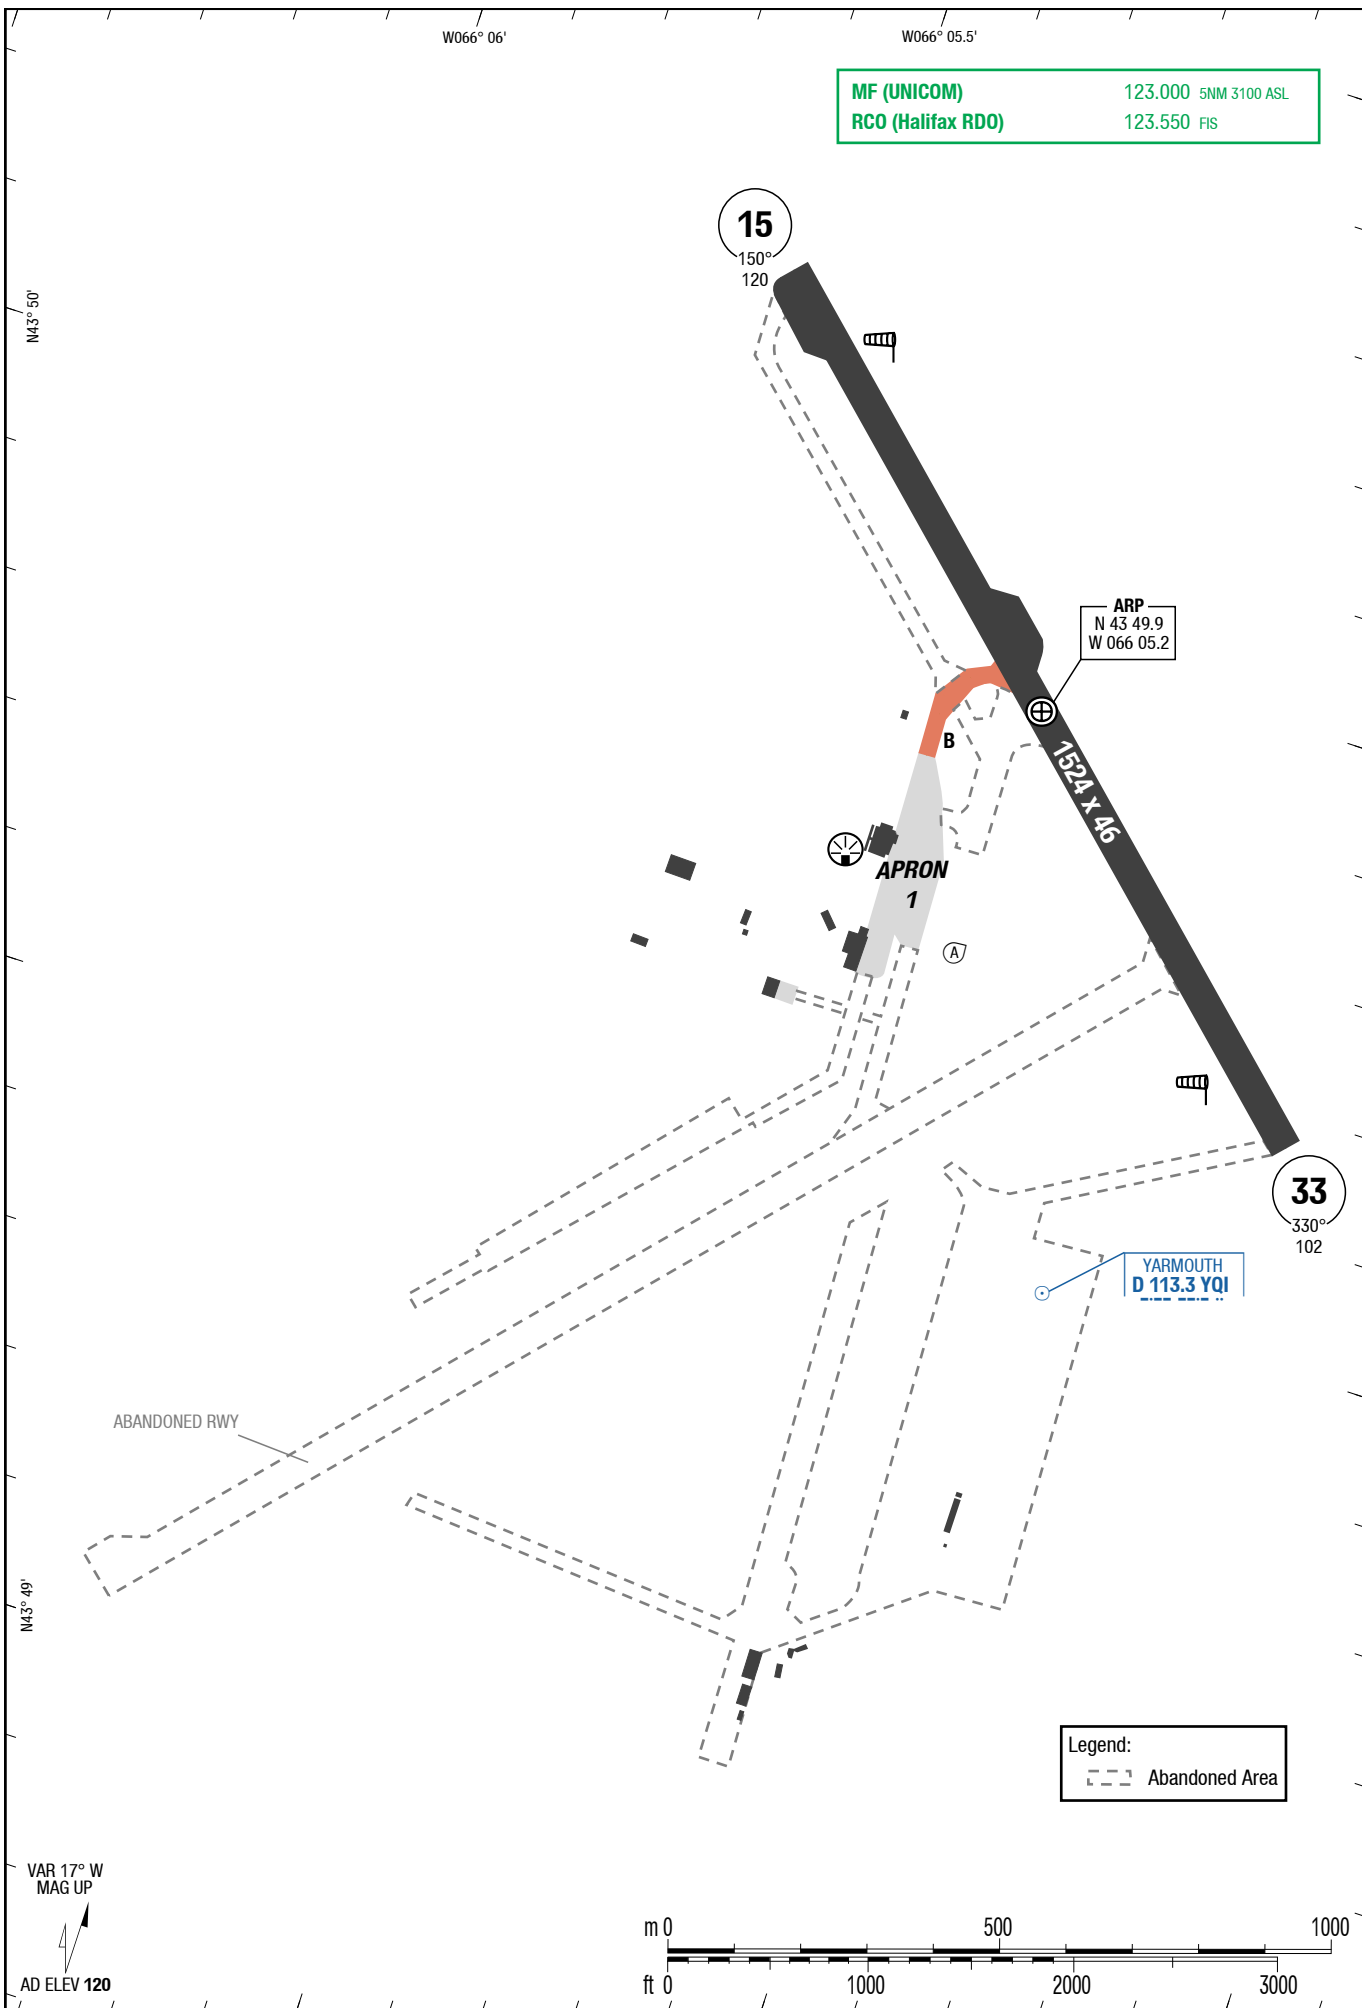 W066° 06'
W066° 05.5'
MF (UNICOM) 123.000 5NM 3100 ASL
RCO (Halifax RDO) 123.550 FIS
15
150°
120
N43° 50'
ARP
N 43 49.9
W 066 05.2
B
1524 x 46
APRON
1
A
33
330°
102
YARMOUTH
D 113.3 YQI
ABANDONED RWY
N43° 49'
Legend:
Abandoned Area
VAR 17° W
MAG UP
AD ELEV 120
m 0 500 1000
ft 0 1000 2000 3000